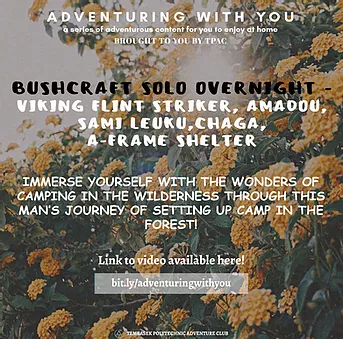 ADVENTURING WITH YOU
a series of adventurous content for you to enjoy at home
BROUGHT TO YOU BY TPAC
BUSHCRAFT SOLO OVERNIGHT -
VIKING FLINT STRIKER, AMADOU,
SAMI LEUKU,CHAGA,
A-FRAME SHELTER
IMMERSE YOURSELF WITH THE WONDERS OF
CAMPING IN THE WILDERNESS THROUGH THIS
MAN'S JOURNEY OF SETTING UP CAMP IN THE
FOREST!
Link to video available here!
bit.ly/adventuringwithyou
TEMASEK POLYTECHNIC ADVENTURE CLUB